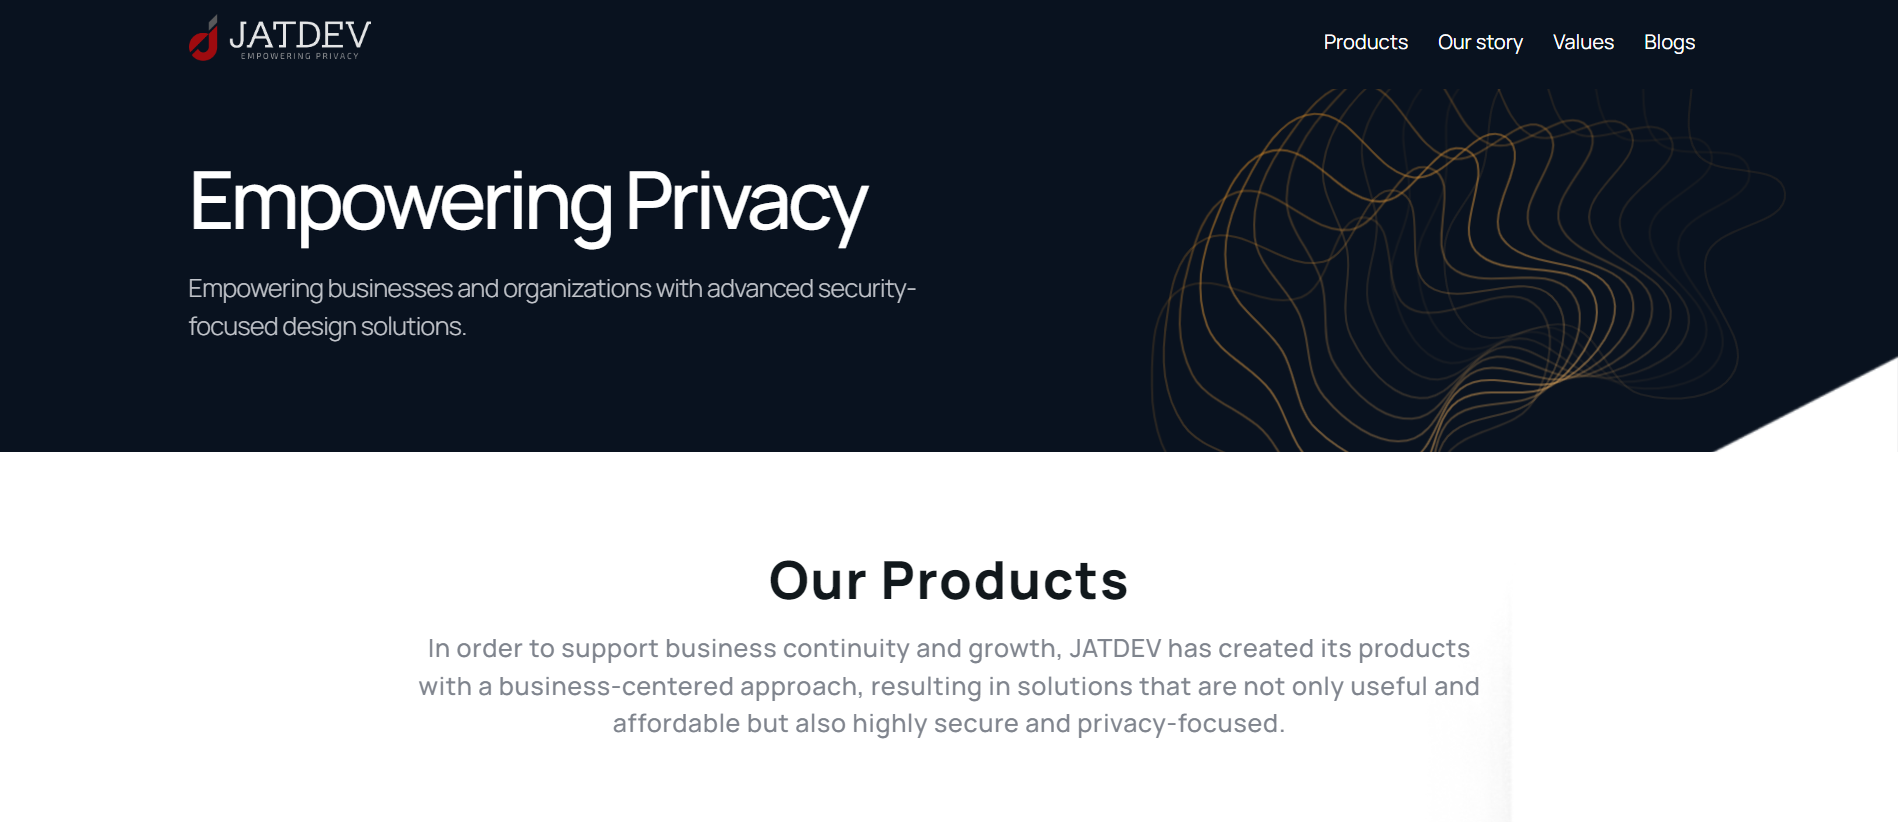 JATDEV
EMPOWERING PRIVACY
Products
Our story
Values
Blogs
Empowering Privacy
Empowering businesses and organizations with advanced security-
focused design solutions.
Our Products
In order to support business continuity and growth, JATDEV has created its products
with a business-centered approach, resulting in solutions that are not only useful and
affordable but also highly secure and privacy-focused.